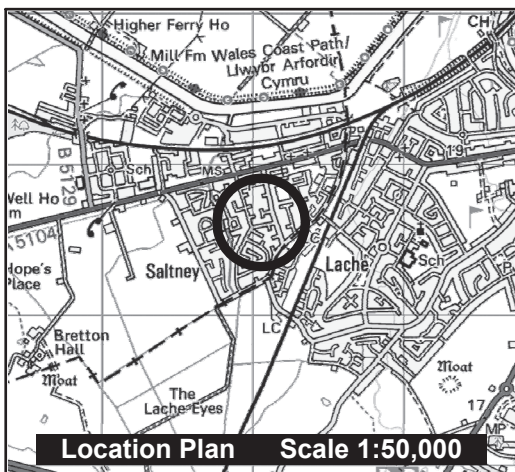 CH
Higher Ferry Ho
Mill Fm Wales Coast Path/
Llwybr Arfordir
Cymru
B 5129
Sch
MS
19
Well Ho
5104
Hope's
Place
Saltney
Lache
Sch
LC
Bretton
Hall
Moat
Moat
The
Lache Eyes
17
MP
Location Plan Scale 1:50,000